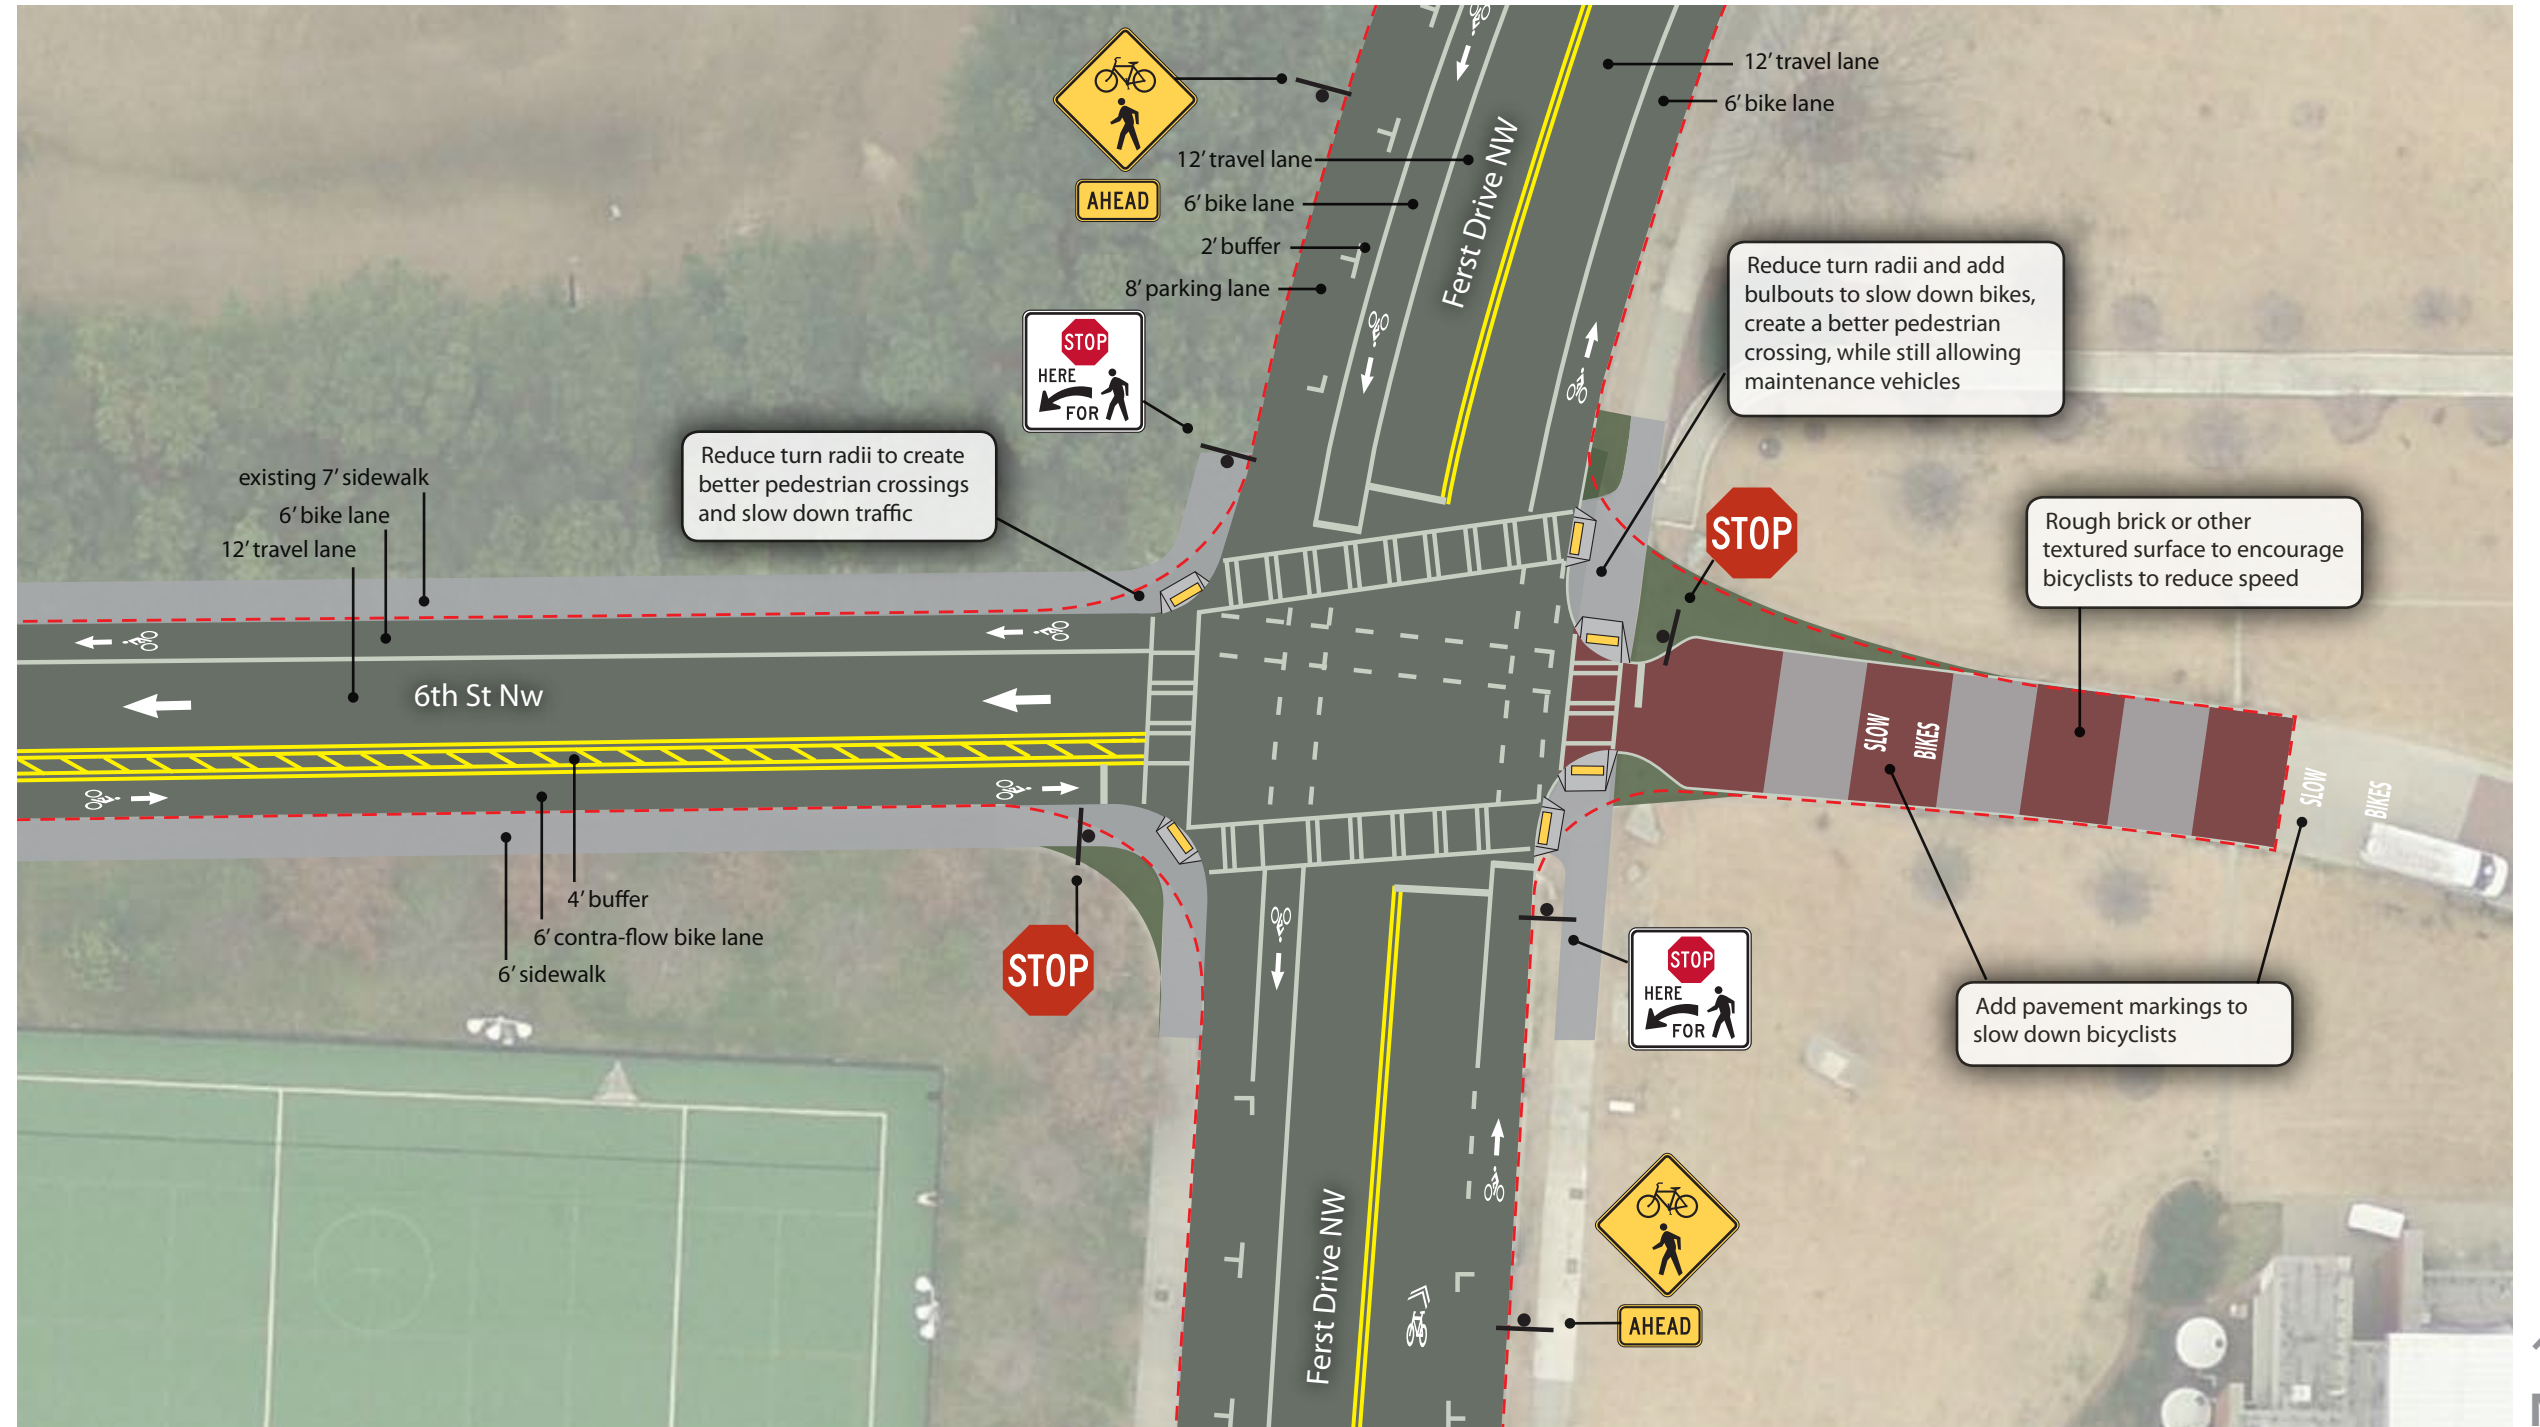 12' travel lane
6' bike lane
AHEAD
12' travel lane
6' bike lane
2' buffer
8' parking lane
Ferst Drive NW
STOP
HERE
FOR
Reduce turn radii and add
bulbouts to slow down bikes,
create a better pedestrian
crossing, while still allowing
maintenance vehicles
Reduce turn radii to create
better pedestrian crossings
and slow down traffic
existing 7' sidewalk
6' bike lane
12' travel lane
STOP
Rough brick or other
textured surface to encourage
bicyclists to reduce speed
6th St Nw
SLOW
BIKES
SLOW
BIKES
4' buffer
6' contra-flow bike lane
6' sidewalk
STOP
STOP
HERE
FOR
Add pavement markings to
slow down bicyclists
Ferst Drive NW
AHEAD